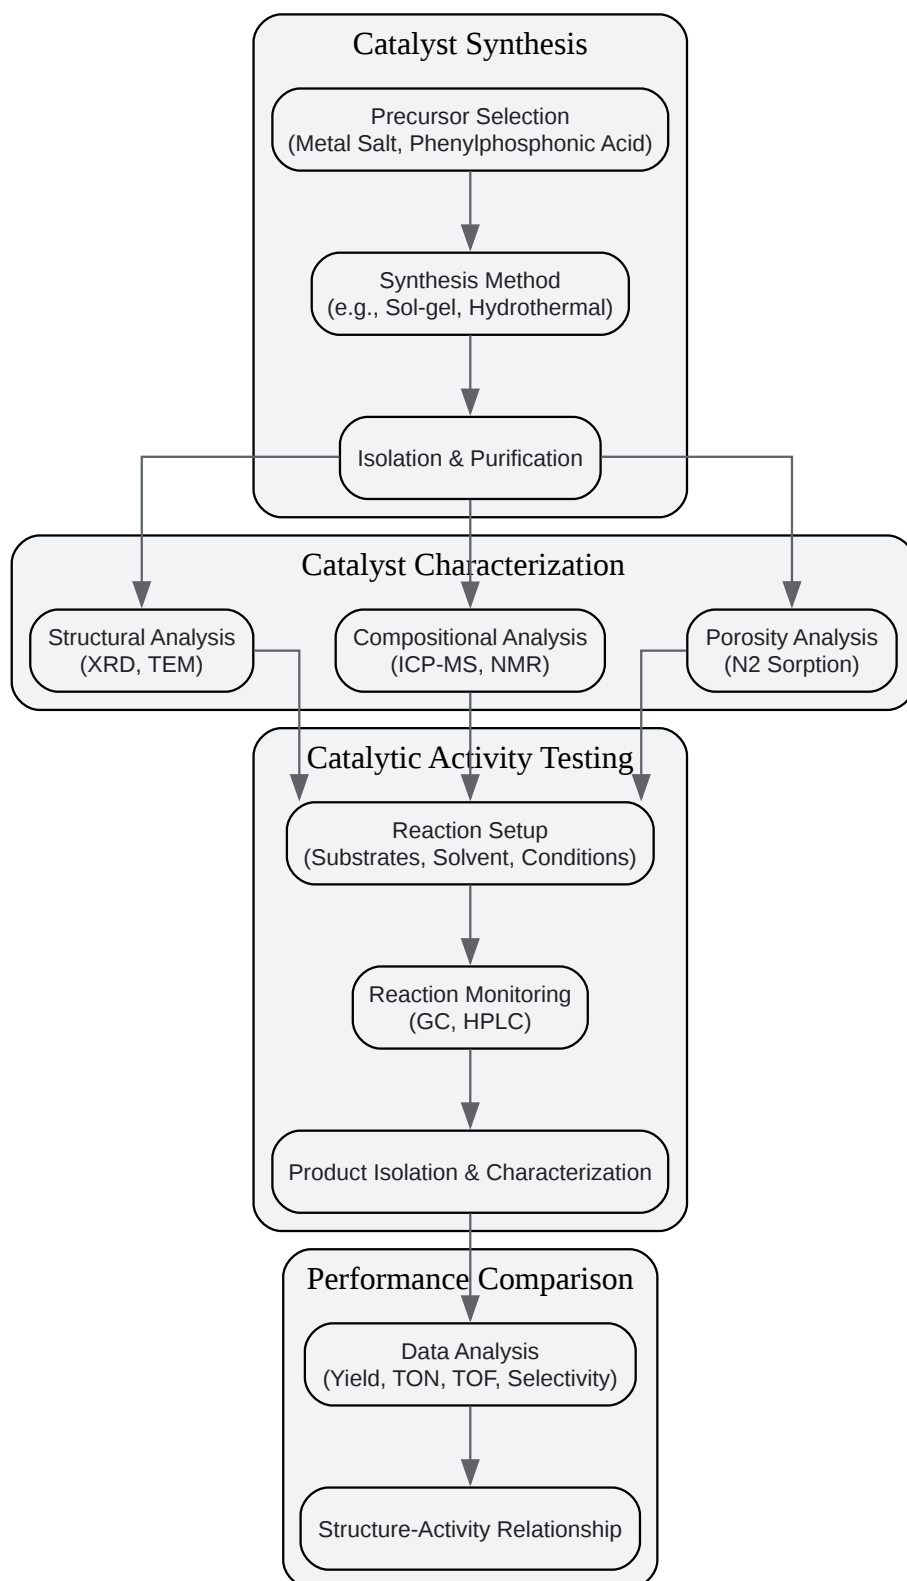 Catalyst Synthesis
Precursor Selection
(Metal Salt, Phenylphosphonic Acid)
Synthesis Method
(e.g., Sol-gel, Hydrothermal)
Isolation & Purification
Catalyst Characterization
Structural Analysis
(XRD, TEM)
Compositional Analysis
(ICP-MS, NMR)
Porosity Analysis
(N2 Sorption)
Catalytic Activity Testing
Reaction Setup
(Substrates, Solvent, Conditions)
Reaction Monitoring
(GC, HPLC)
Product Isolation & Characterization
Performance Comparison
Data Analysis
(Yield, TON, TOF, Selectivity)
Structure-Activity Relationship